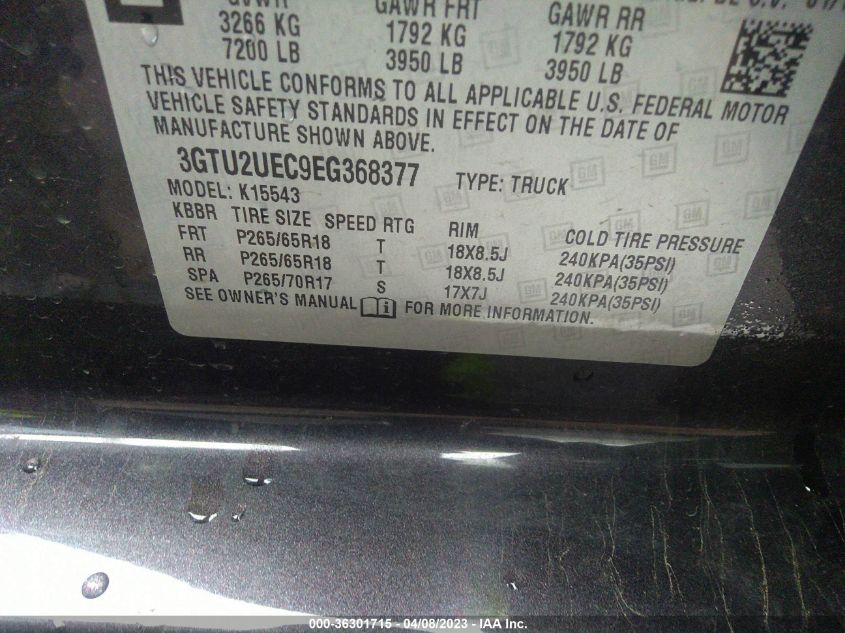 GVWR GAWR FRT GAWR RR
3266 KG 1792 KG 1792 KG
7200 LB 3950 LB 3950 LB
THIS VEHICLE CONFORMS TO ALL APPLICABLE U.S. FEDERAL MOTOR
VEHICLE SAFETY STANDARDS IN EFFECT ON THE DATE OF
MANUFACTURE SHOWN ABOVE.
3GTU2UEC9EG368377 TYPE: TRUCK
MODEL: K15543
KBBR TIRE SIZE SPEED RTG RIM COLD TIRE PRESSURE
FRT P265/65R18 T 18X8.5J 240KPA(35PSI)
RR P265/65R18 T 18X8.5J 240KPA(35PSI)
SPA P265/70R17 S 17X7J 240KPA(35PSI)
SEE OWNER'S MANUAL FOR MORE INFORMATION.
000-36301715 - 04/08/2023 - IAA Inc.